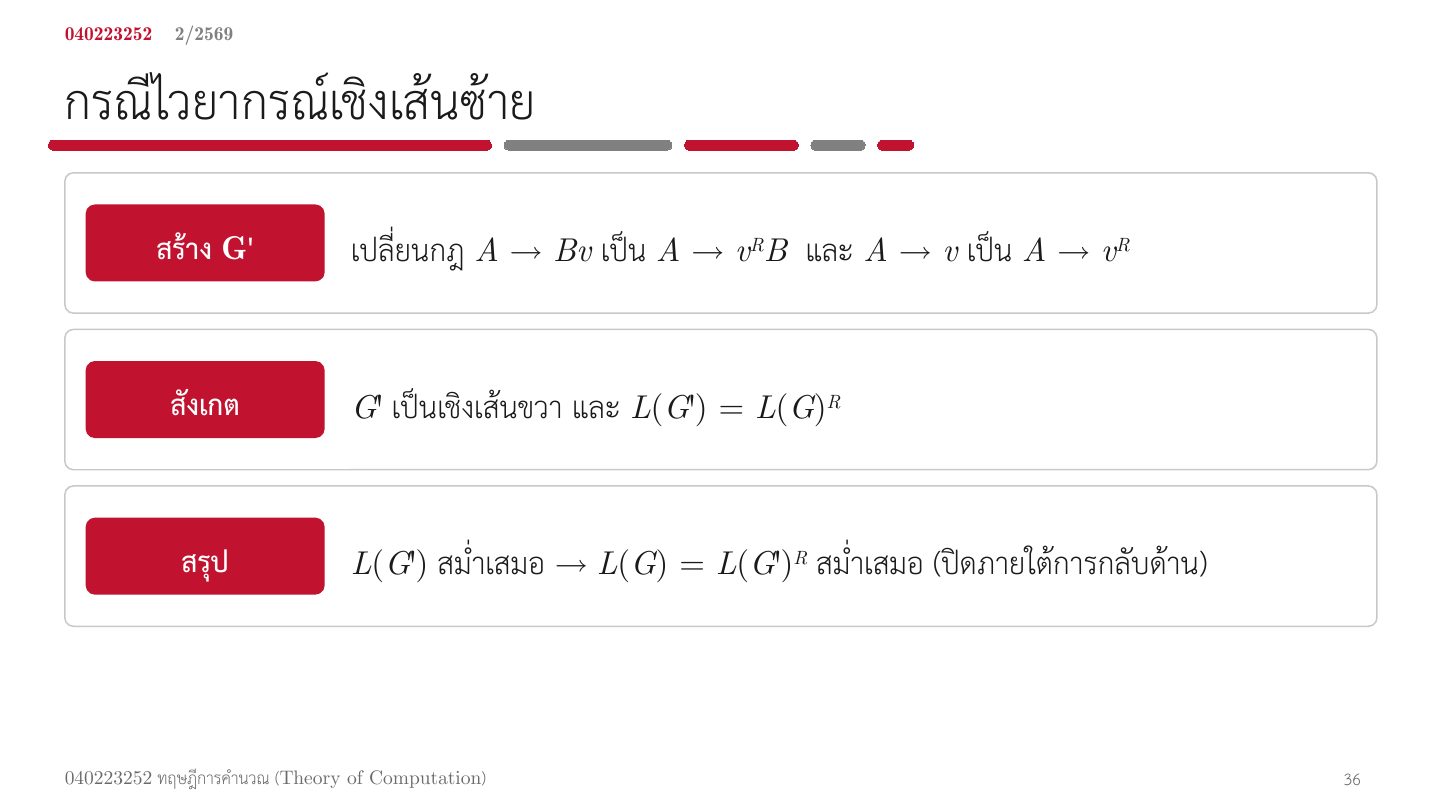 040223252 2/2569
กรณีไวยากรณ์เชิงเส้นซ้าย
สร้าง G'
เปลี่ยนกฎ A → Bv เป็น A → vᴿB และ A → v เป็น A → vᴿ
สังเกต
G' เป็นเชิงเส้นขวา และ L(G') = L(G)ᴿ
สรุป
L(G') สม่ำเสมอ → L(G) = L(G')ᴿ สม่ำเสมอ (ปิดภายใต้การกลับด้าน)
040223252 ทฤษฎีการคำนวณ (Theory of Computation)
36